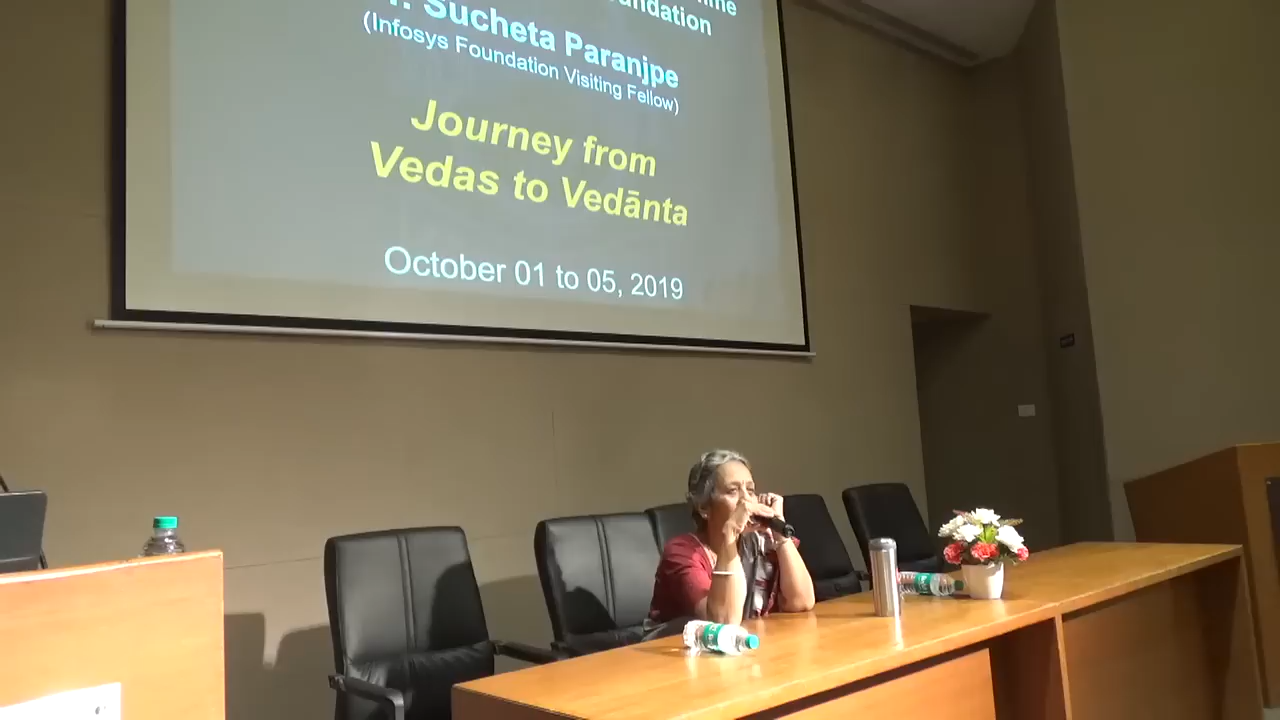 Sucheta Paranjpe
(Infosys Foundation Visiting Fellow)
Journey from
Vedas to Vedānta
October 01 to 05, 2019